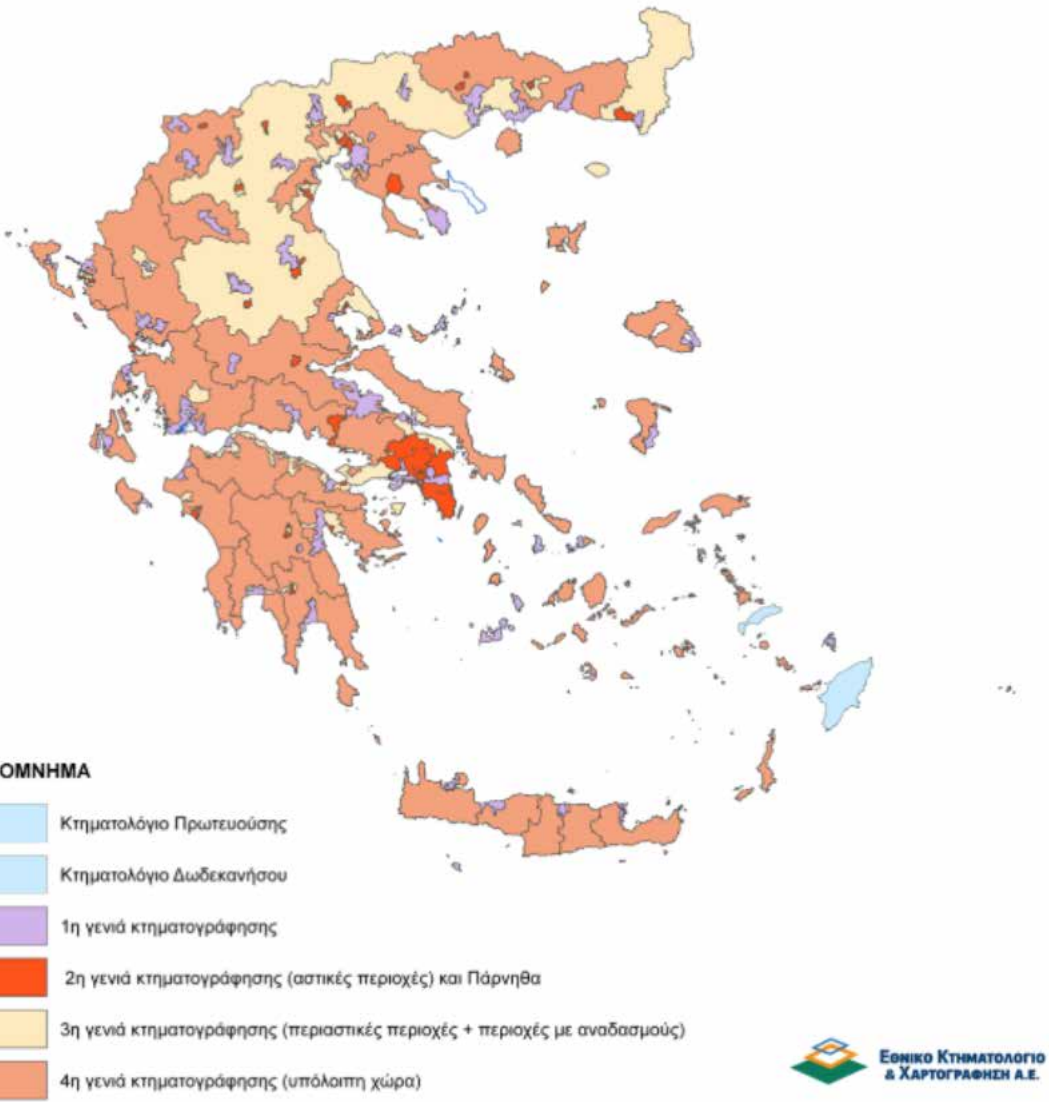 ΟΜΝΗΜΑ
Κτηματολόγιο Πρωτευούσης
Κτηματολόγιο Δωδεκανήσου
1η γενιά κτηματογράφησης
2η γενιά κτηματογράφησης (αστικές περιοχές) και Πάρνηθα
3η γενιά κτηματογράφησης (περιαστικές περιοχές + περιοχές με αναδασμούς)
4η γενιά κτηματογράφησης (υπόλοιπη χώρα)
ΕΘΝΙΚΟ ΚΤΗΜΑΤΟΛΟΓΙΟ
& ΧΑΡΤΟΓΡΑΦΗΣΗ Α.Ε.